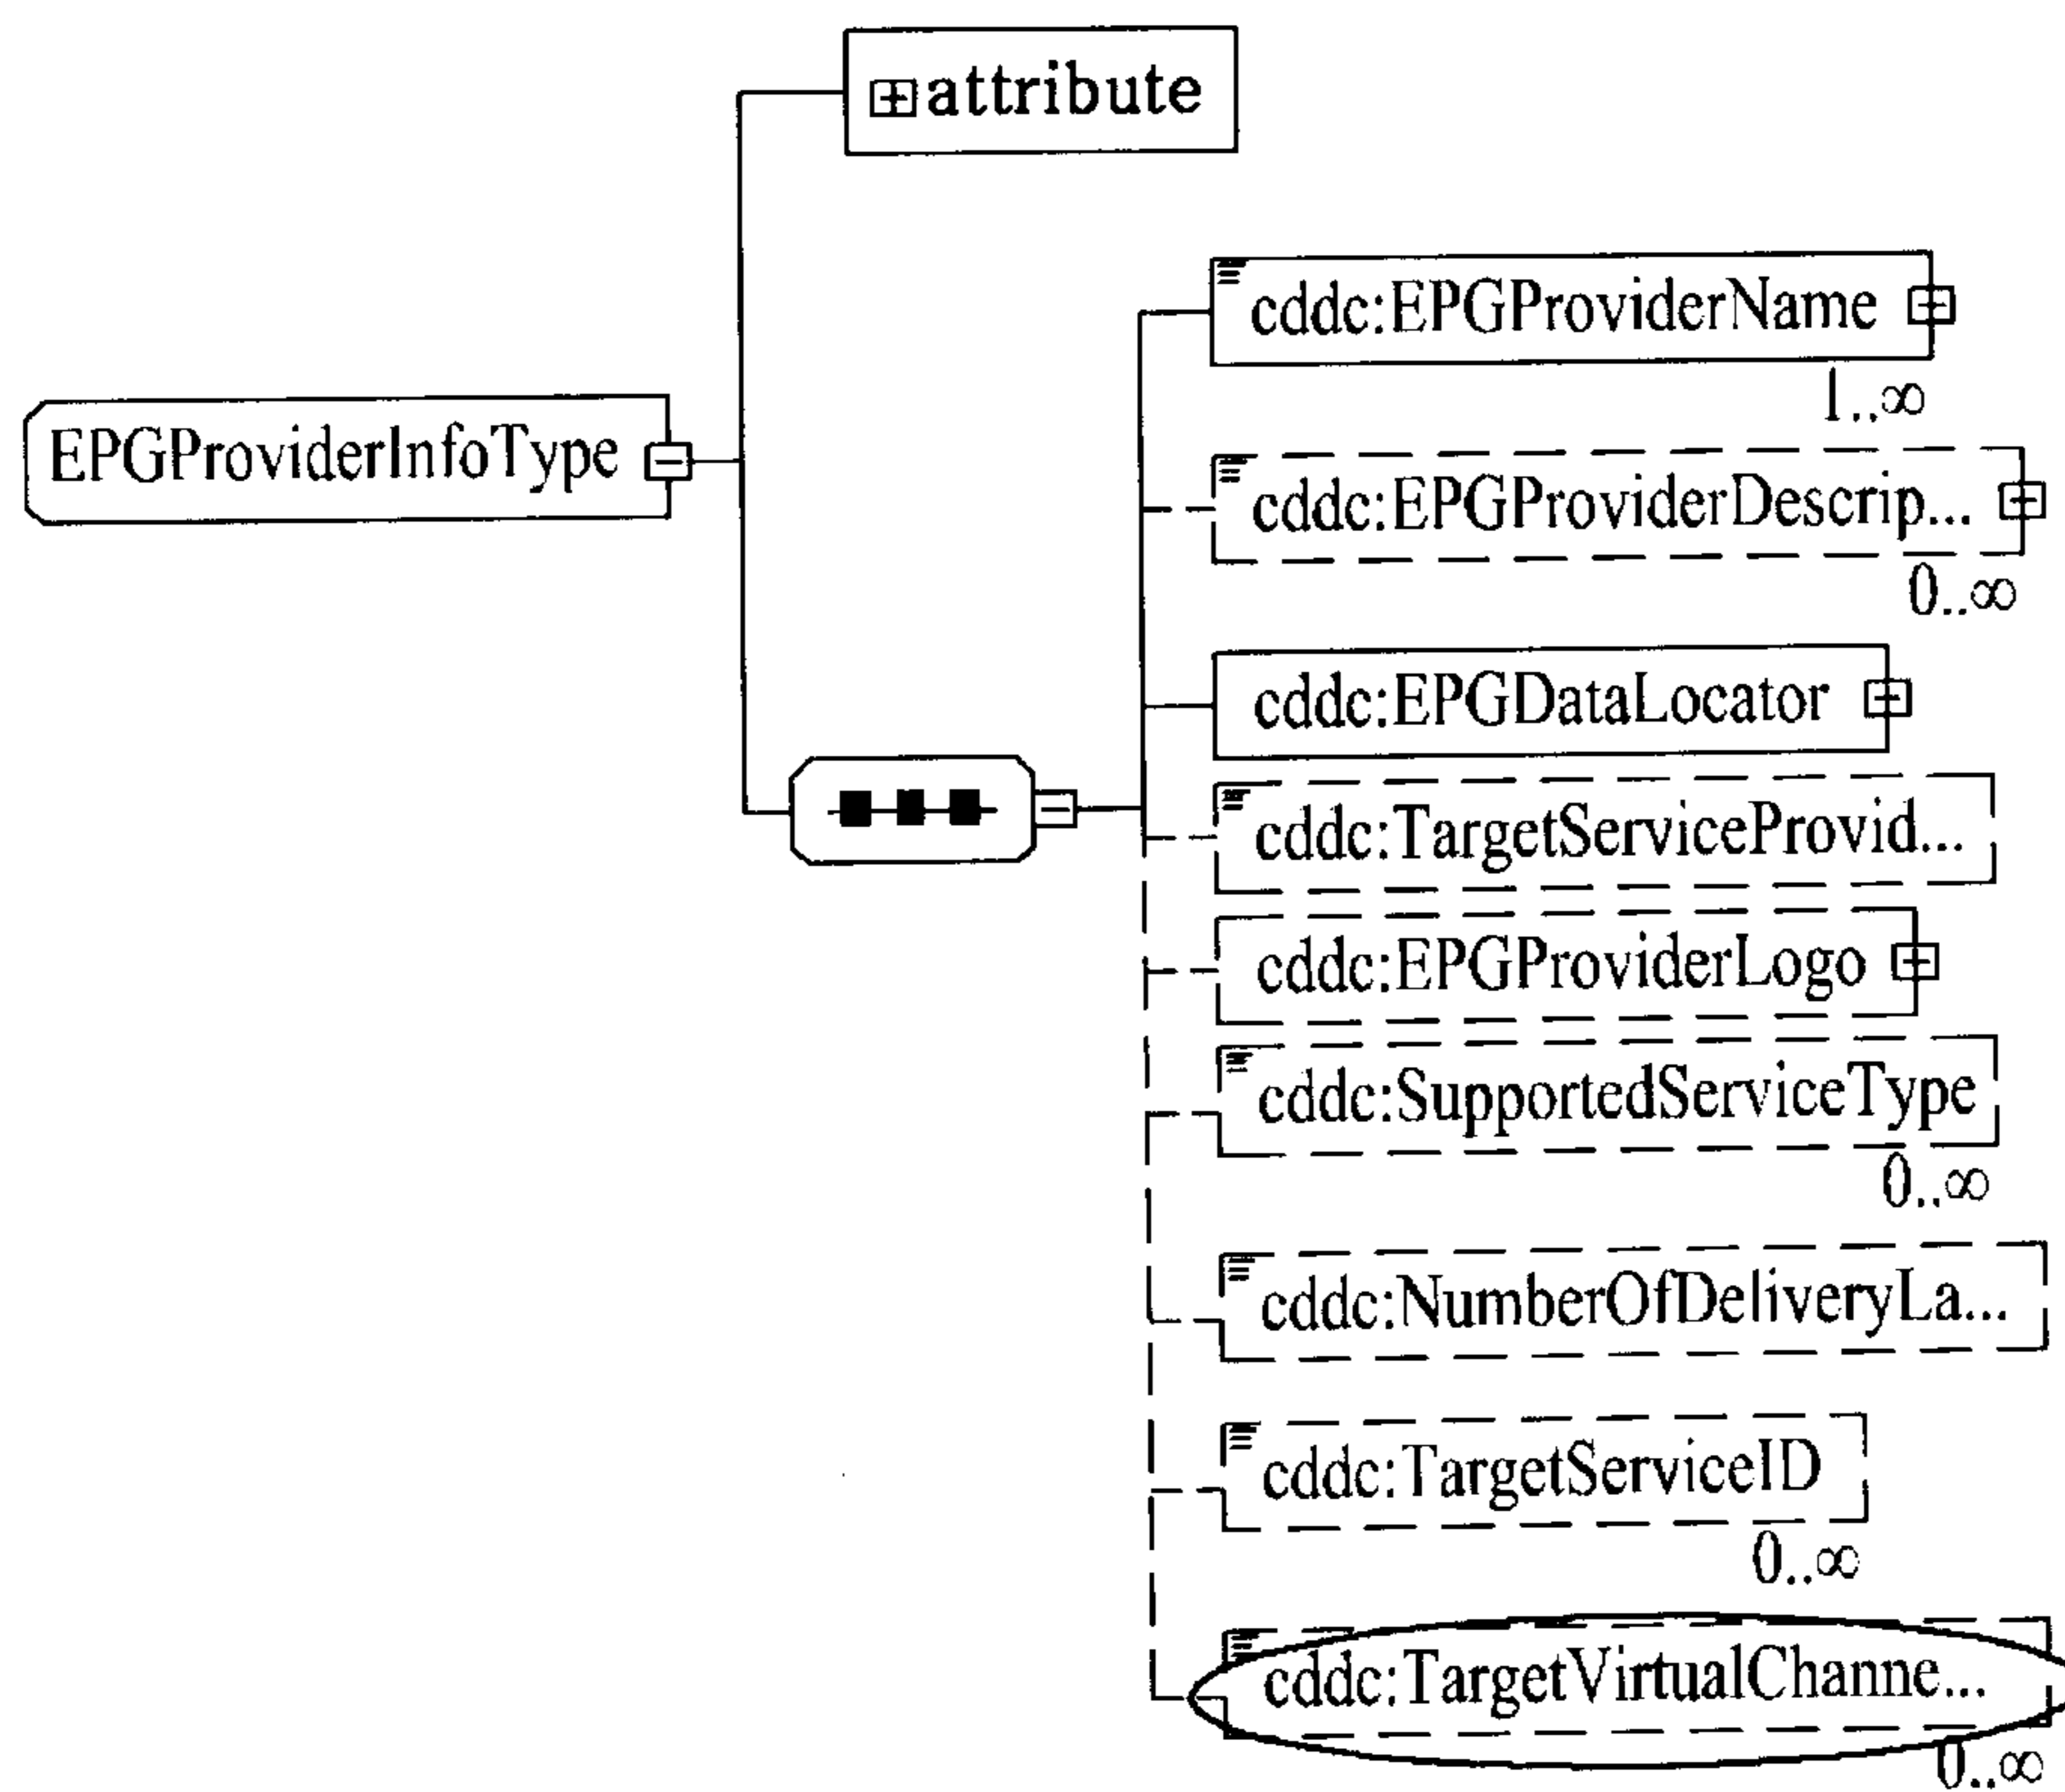 attribute
cddc:EPGProviderName
1..∞
EPGProviderInfoType
cddc:EPGProviderDescrip...
0..∞
cddc:EPGDataLocator
cddc:TargetServiceProvid...
cddc:EPGProviderLogo
cddc:SupportedServiceType
0..∞
cddc:NumberOfDeliveryLa...
cddc:TargetServiceID
0..∞
cddc:TargetVirtualChanne...
0..∞